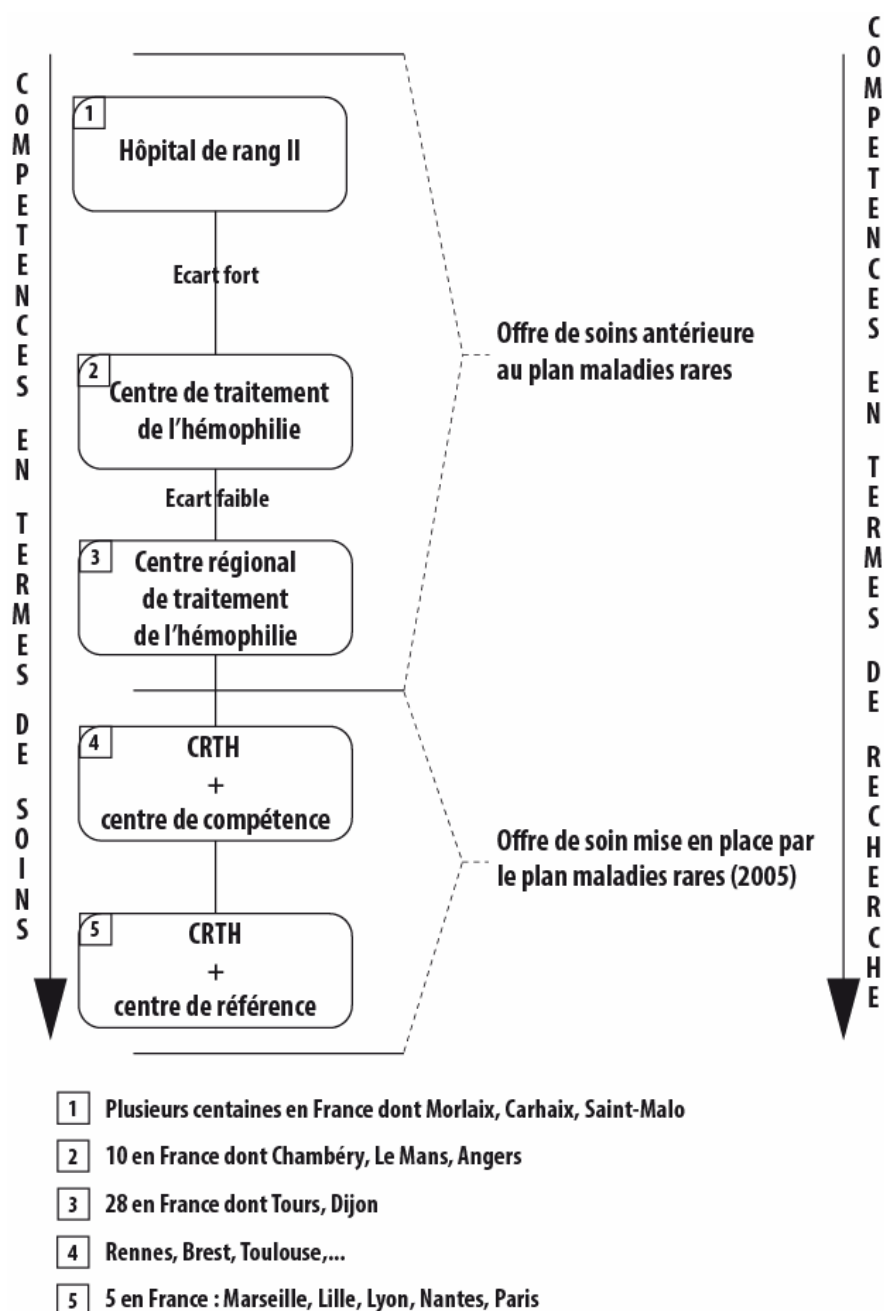 COMPETENCES EN TERMES DE SOINS
1
Hôpital de rang II
Ecart fort
2
Centre de traitement
de l'hémophilie
Ecart faible
3
Centre régional
de traitement
de l'hémophilie
4
CRTH
+
centre de compétence
5
CRTH
+
centre de référence
Offre de soins antérieure
au plan maladies rares
Offre de soin mise en place par
le plan maladies rares (2005)
COMPETENCES EN TERMES DE RECHERCHE
1 Plusieurs centaines en France dont Morlaix, Carhaix, Saint-Malo
2 10 en France dont Chambéry, Le Mans, Angers
3 28 en France dont Tours, Dijon
4 Rennes, Brest, Toulouse,...
5 5 en France : Marseille, Lille, Lyon, Nantes, Paris